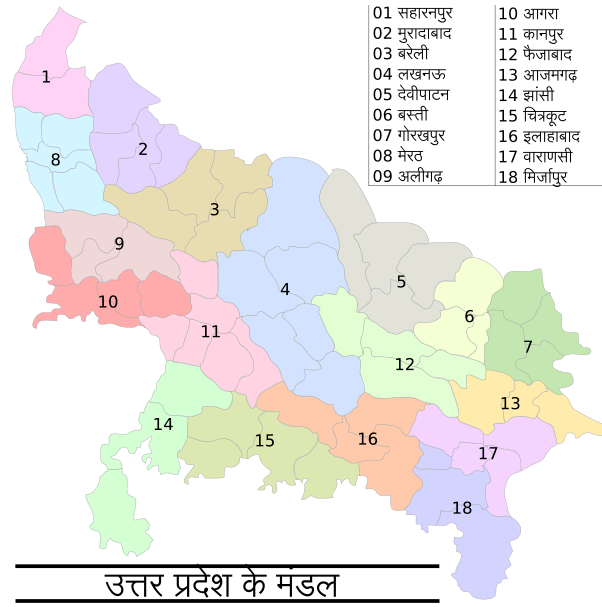 01 सहारनपुर
02 मुरादाबाद
03 बरेली
04 लखनऊ
05 देवीपाटन
06 बस्ती
07 गोरखपुर
08 मेरठ
09 अलीगढ़
10 आगरा
11 कानपुर
12 फैजाबाद
13 आजमगढ़
14 झांसी
15 चित्रकूट
16 इलाहाबाद
17 वाराणसी
18 मिर्जापुर
1
2
8
3
9
4
5
10
6
11
7
12
13
14
15
16
17
18
उत्तर प्रदेश के मंडल